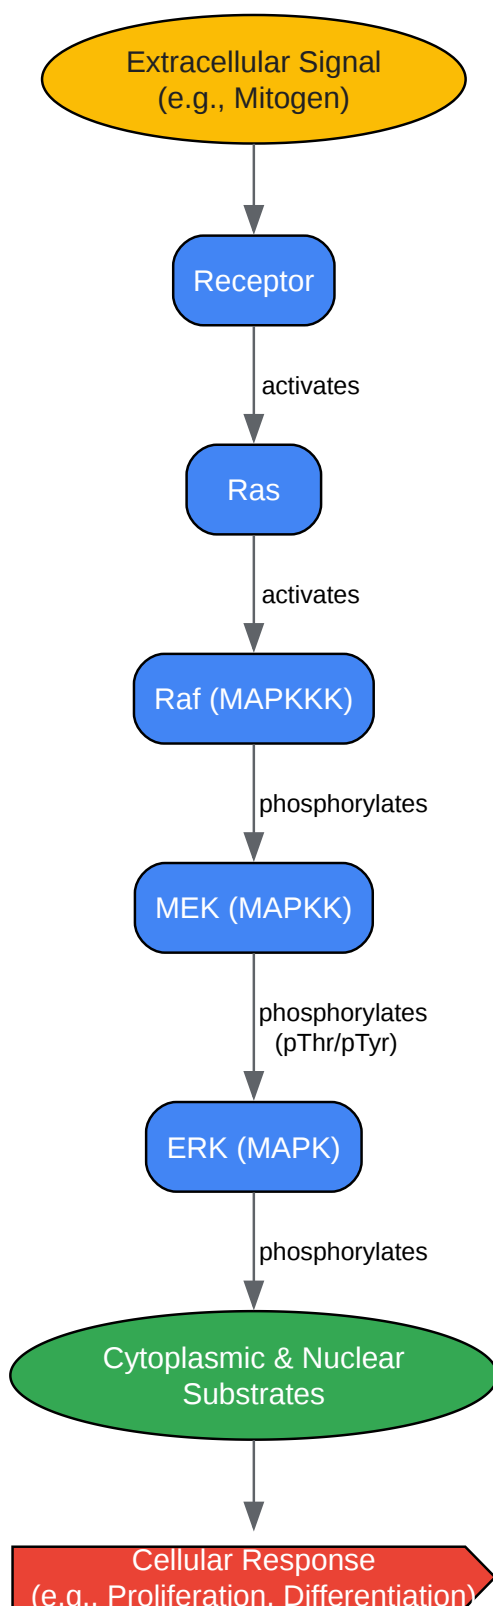 Extracellular Signal
(e.g., Mitogen)
Receptor
activates
Ras
activates
Raf (MAPKKK)
phosphorylates
MEK (MAPKK)
phosphorylates
(pThr/pTyr)
ERK (MAPK)
phosphorylates
Cytoplasmic & Nuclear
Substrates
Cellular Response
(e.g., Proliferation, Differentiation)